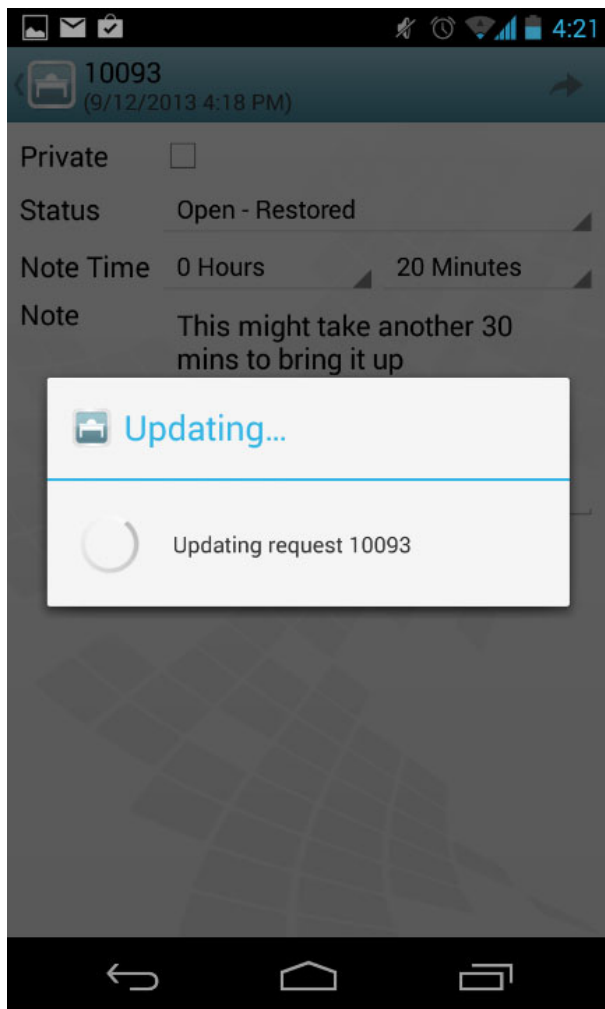 4:21
10093
(9/12/2013 4:18 PM)
Private
Status Open - Restored
Note Time 0 Hours 20 Minutes
Note This might take another 30
mins to bring it up
Updating...
Updating request 10093